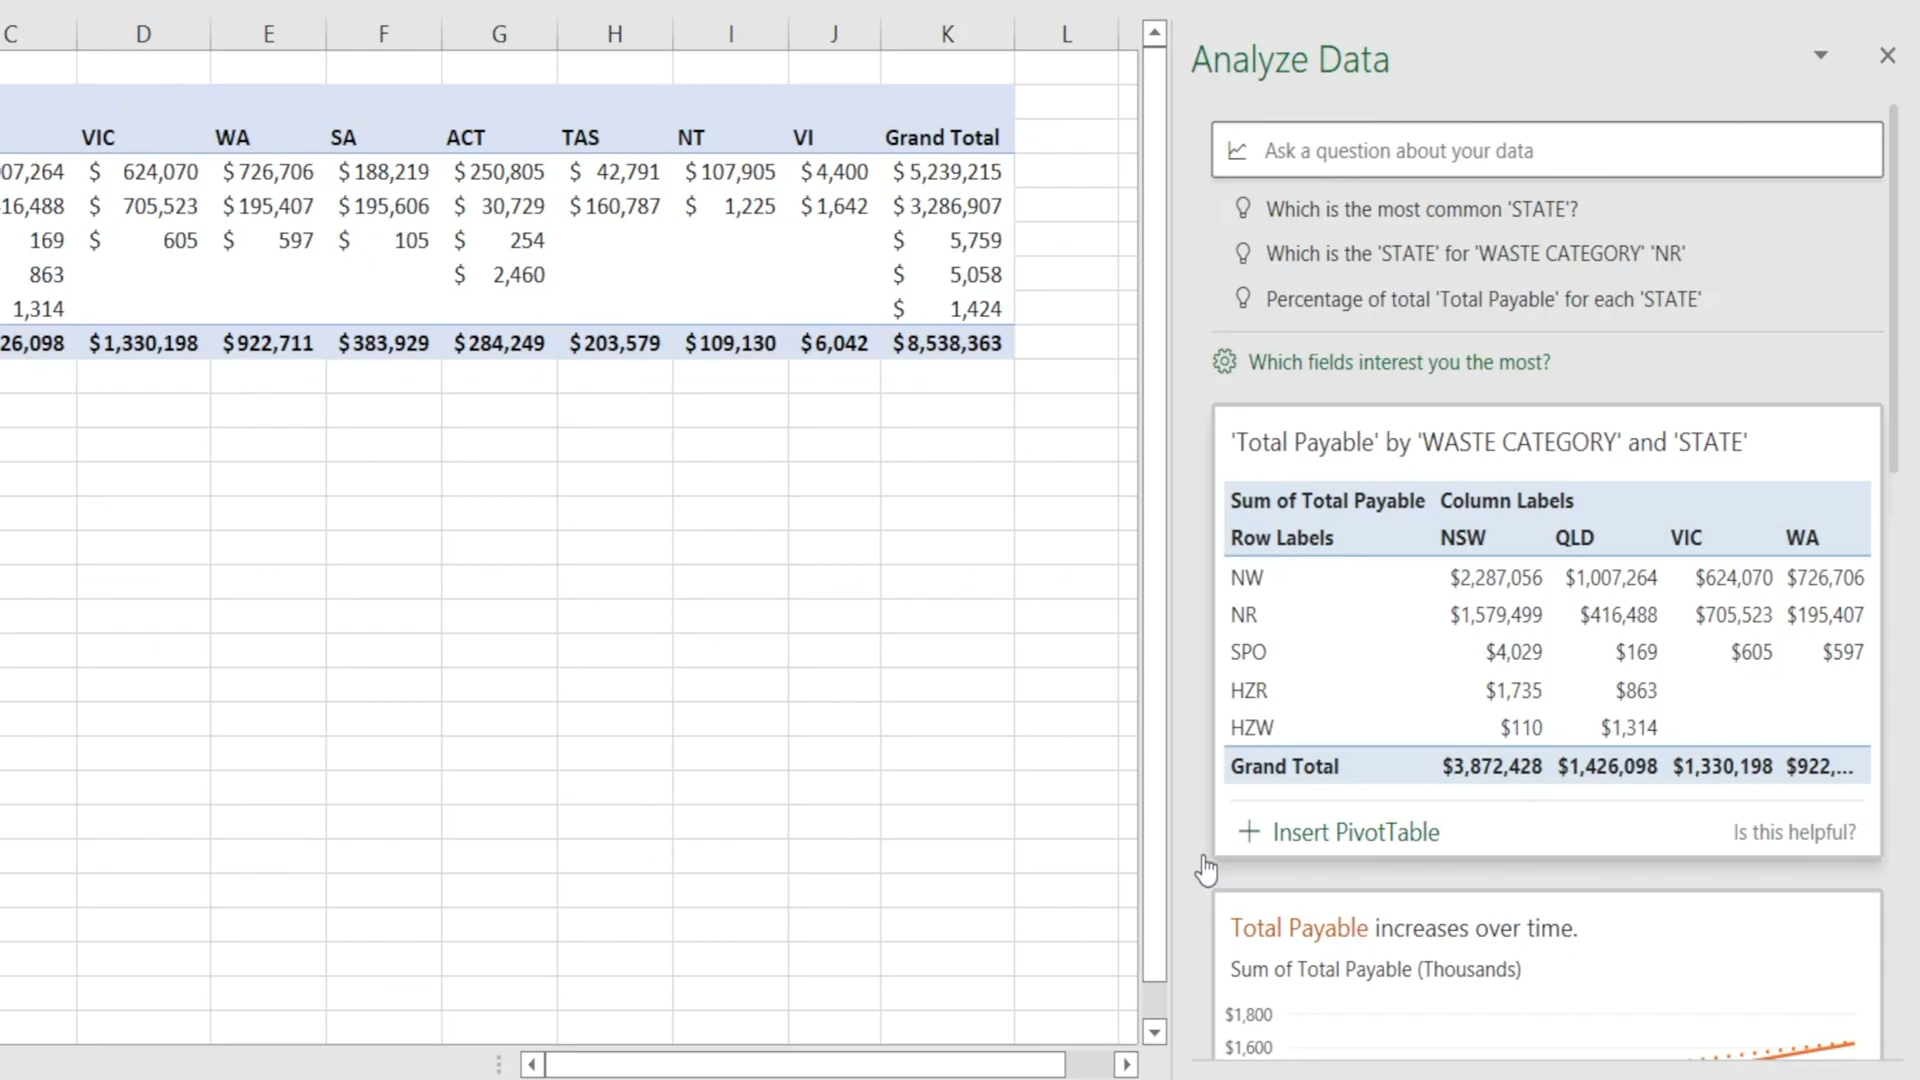 C D E F G H I J K L
VIC WA SA ACT TAS NT VI Grand Total
07,264 $ 624,070 $ 726,706 $ 188,219 $ 250,805 $ 42,791 $ 107,905 $ 4,400 $ 5,239,215
16,488 $ 705,523 $ 195,407 $ 195,606 $ 30,729 $ 160,787 $ 1,225 $ 1,642 $ 3,286,907
169 $ 605 $ 597 $ 105 $ 254 $ 5,759
863 $ 2,460 $ 5,058
1,314 $ 1,424
26,098 $ 1,330,198 $ 922,711 $ 383,929 $ 284,249 $ 203,579 $ 109,130 $ 6,042 $ 8,538,363
Analyze Data
Ask a question about your data
Which is the most common 'STATE'?
Which is the 'STATE' for 'WASTE CATEGORY' 'NR'
Percentage of total 'Total Payable' for each 'STATE'
Which fields interest you the most?
'Total Payable' by 'WASTE CATEGORY' and 'STATE'
Sum of Total Payable Column Labels
Row Labels NSW QLD VIC WA
NW $2,287,056 $1,007,264 $624,070 $726,706
NR $1,579,499 $416,488 $705,523 $195,407
SPO $4,029 $169 $605 $597
HZR $1,735 $863
HZW $110 $1,314
Grand Total $3,872,428 $1,426,098 $1,330,198 $922,...
Insert PivotTable Is this helpful?
Total Payable increases over time.
Sum of Total Payable (Thousands)
$1,800
$1,600